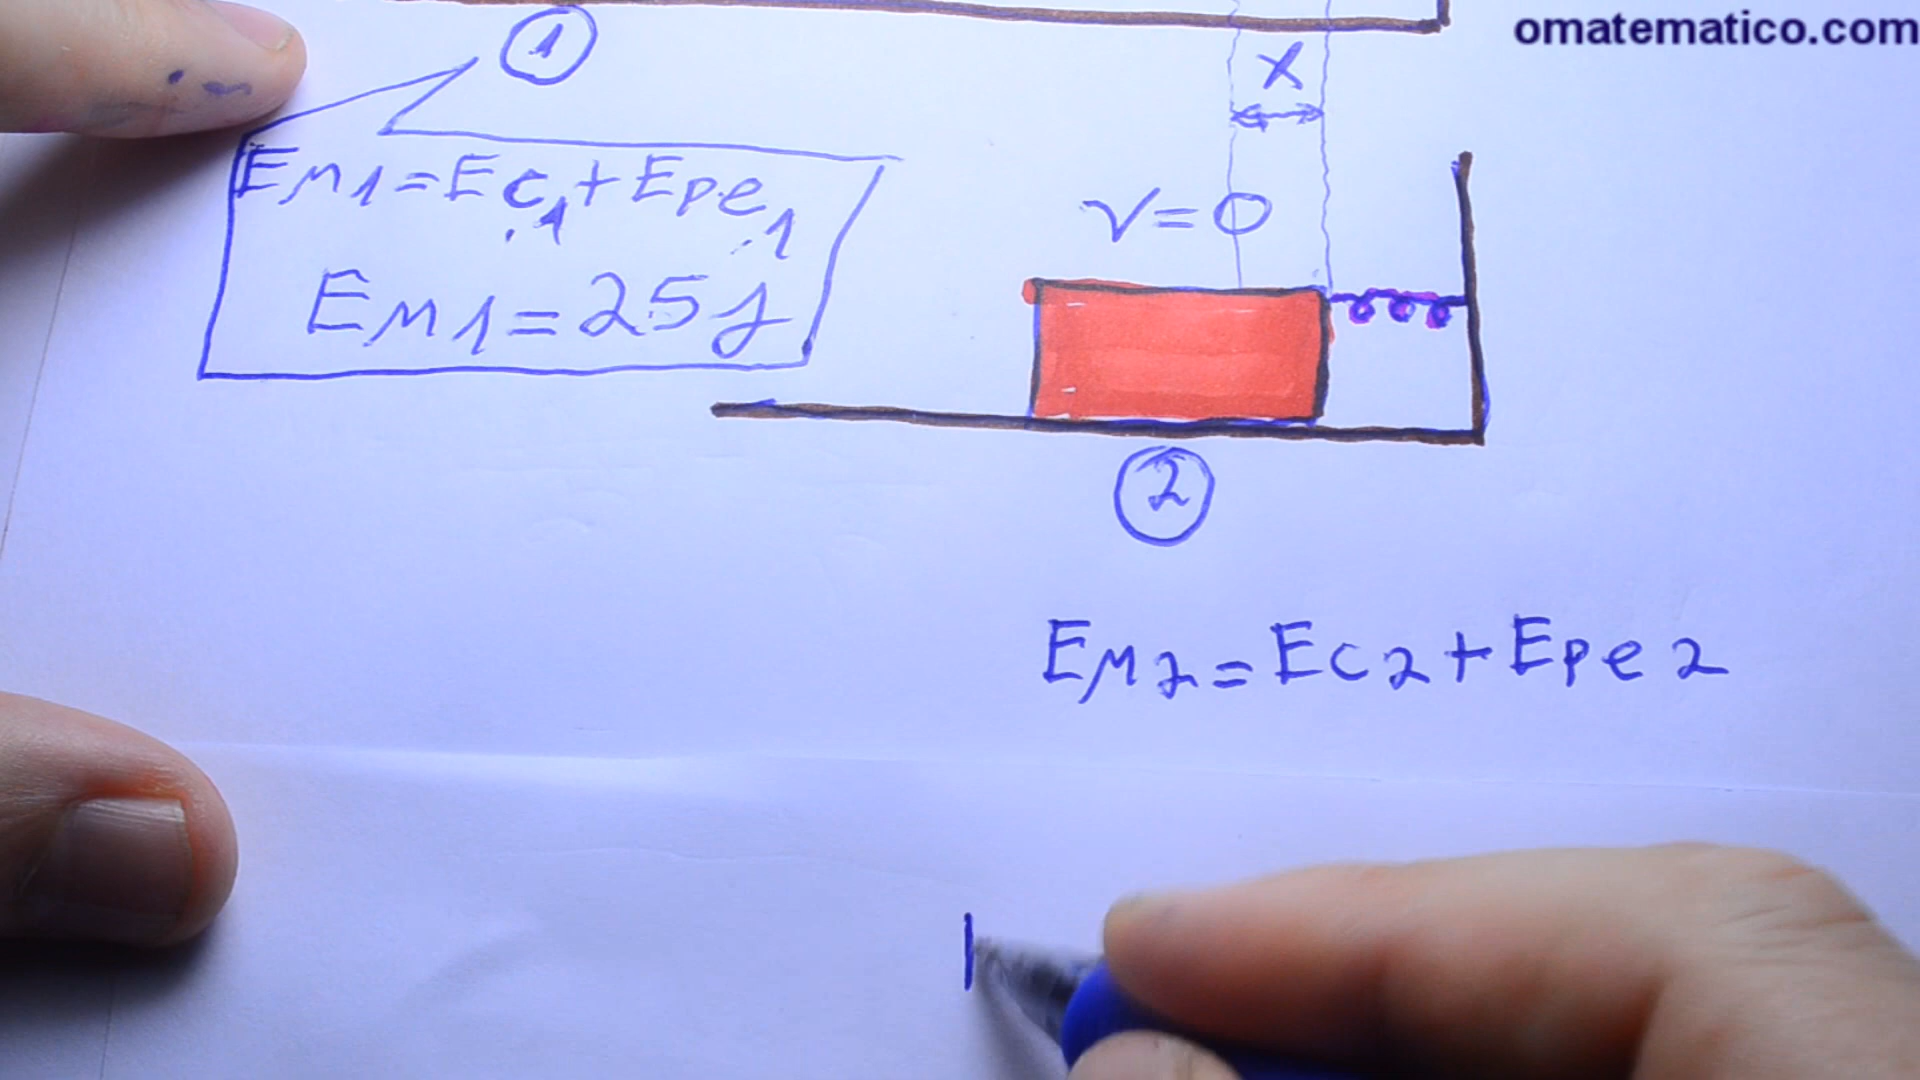 omatematico.com
1
X
EM1=EC1+Epe1
V=0
EM1=25J
2
EM2=EC2+Epe2